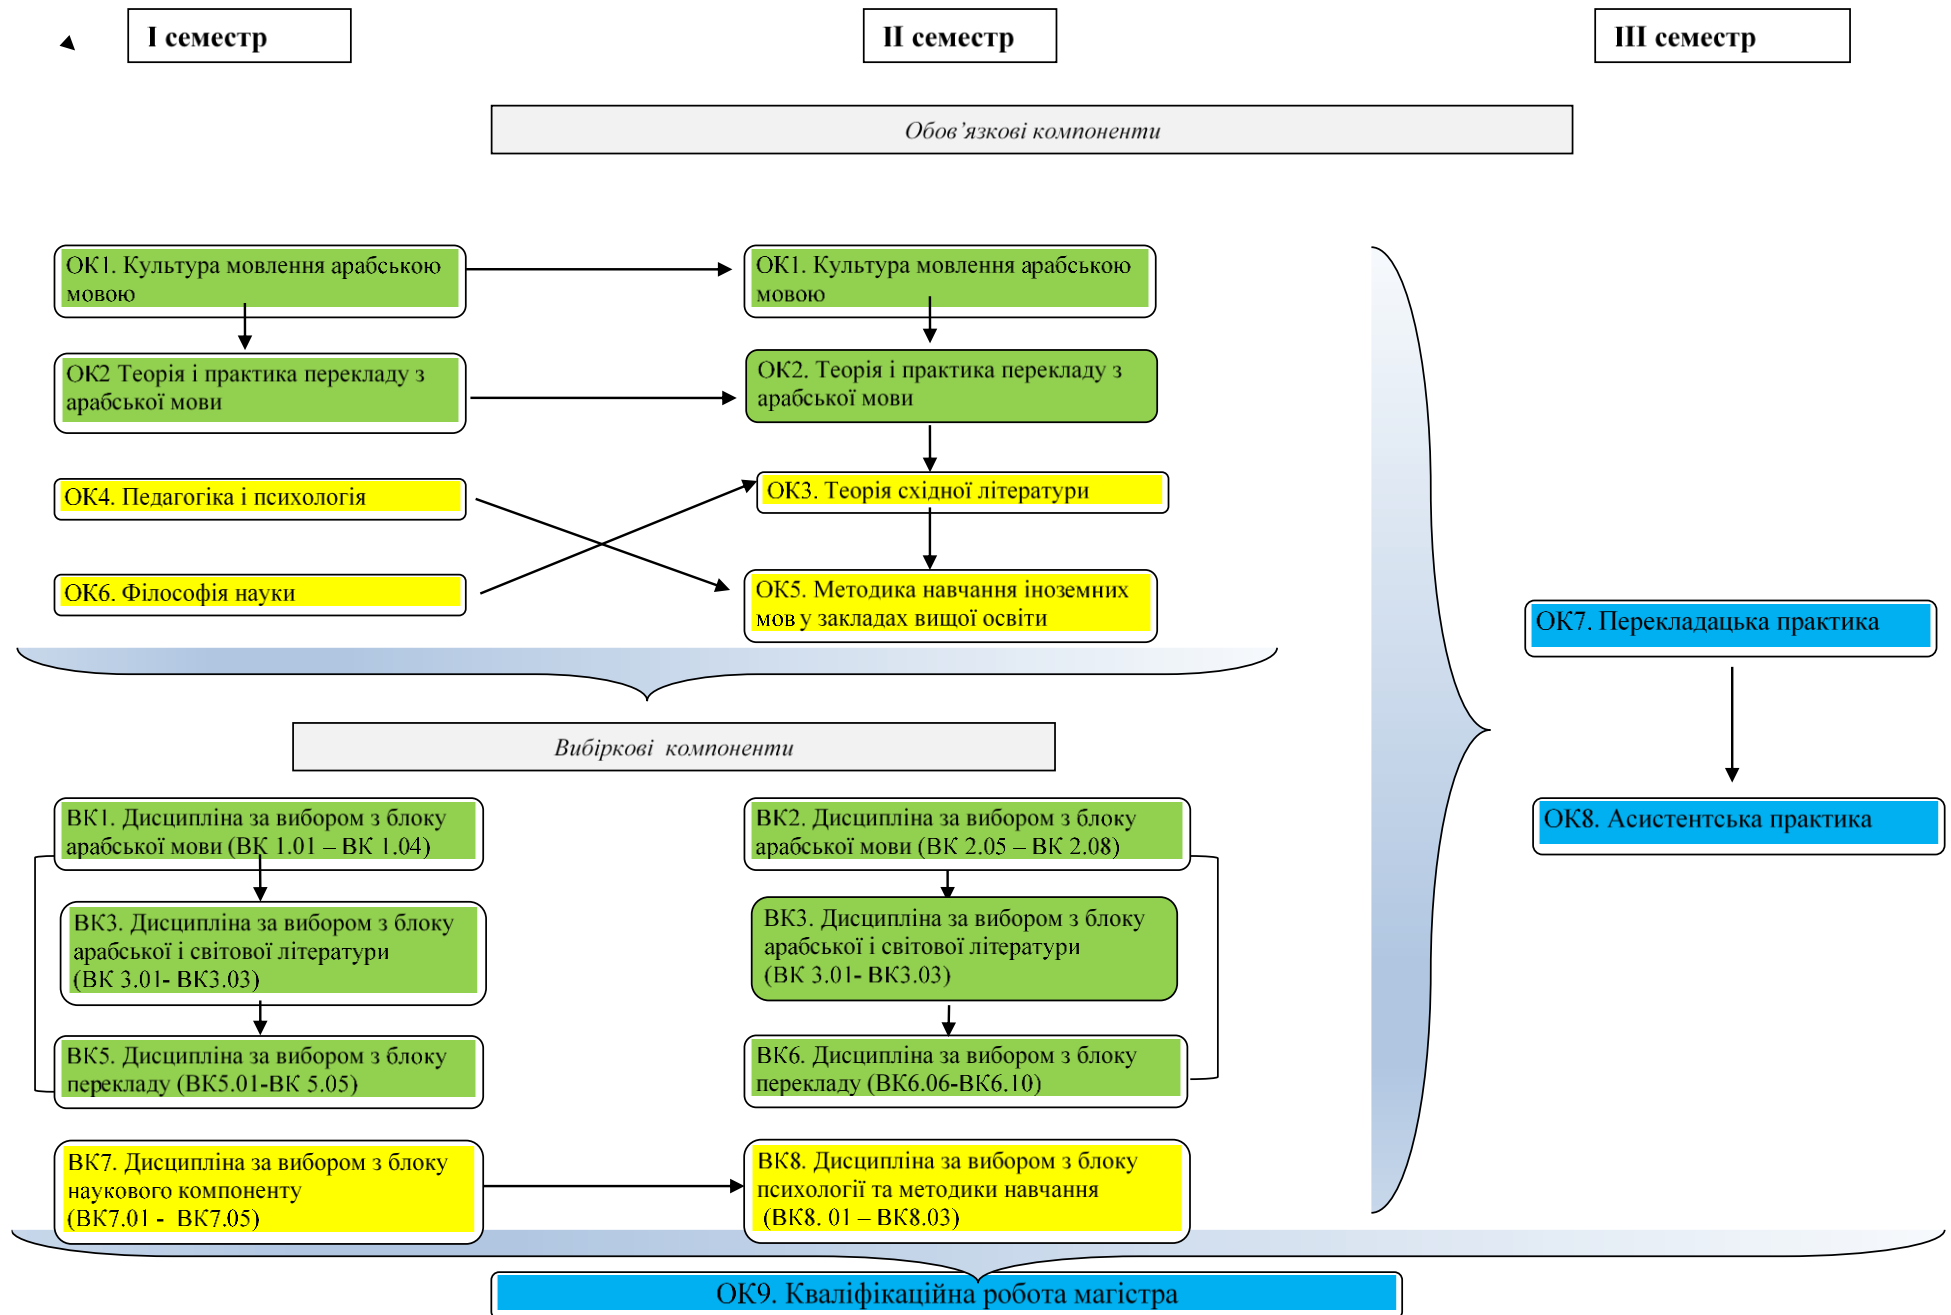 І семестр
ІІ семестр
ІІІ семестр
Обов’язкові компоненти
ОК1. Культура мовлення арабською
мовою
ОК1. Культура мовлення арабською
мовою
ОК2 Теорія і практика перекладу з
арабської мови
ОК2. Теорія і практика перекладу з
арабської мови
ОК4. Педагогіка і психологія
ОК3. Теорія східної літератури
ОК6. Філософія науки
ОК5. Методика навчання іноземних
мов у закладах вищої освіти
ОК7. Перекладацька практика
ОК8. Асистентська практика
Вибіркові компоненти
ВК1. Дисципліна за вибором з блоку
арабської мови (ВК 1.01 – ВК 1.04)
ВК2. Дисципліна за вибором з блоку
арабської мови (ВК 2.05 – ВК 2.08)
ВК3. Дисципліна за вибором з блоку
арабської і світової літератури
(ВК 3.01- ВК3.03)
ВК3. Дисципліна за вибором з блоку
арабської і світової літератури
(ВК 3.01- ВК3.03)
ВК5. Дисципліна за вибором з блоку
перекладу (ВК5.01-ВК 5.05)
ВК6. Дисципліна за вибором з блоку
перекладу (ВК6.06-ВК6.10)
ВК7. Дисципліна за вибором з блоку
наукового компоненту
(ВК7.01 - ВК7.05)
ВК8. Дисципліна за вибором з блоку
психології та методики навчання
(ВК8. 01 – ВК8.03)
ОК9. Кваліфікаційна робота магістра